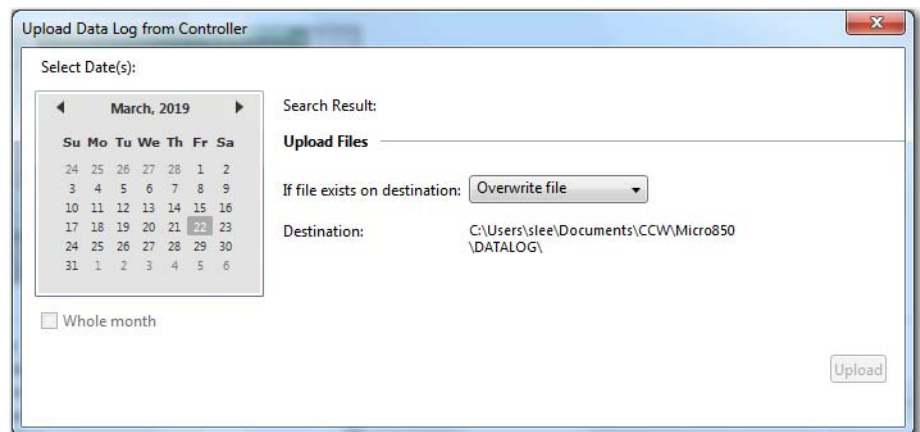 Upload Data Log from Controller
Select Date(s):
March, 2019
Su Mo Tu We Th Fr Sa
24 25 26 27 28 1 2
3 4 5 6 7 8 9
10 11 12 13 14 15 16
17 18 19 20 21 22 23
24 25 26 27 28 29 30
31 1 2 3 4 5 6
Whole month
Search Result:
Upload Files
If file exists on destination: Overwrite file
Destination: C:\Users\slee\Documents\CCW\Micro850
\DATALOG\
Upload